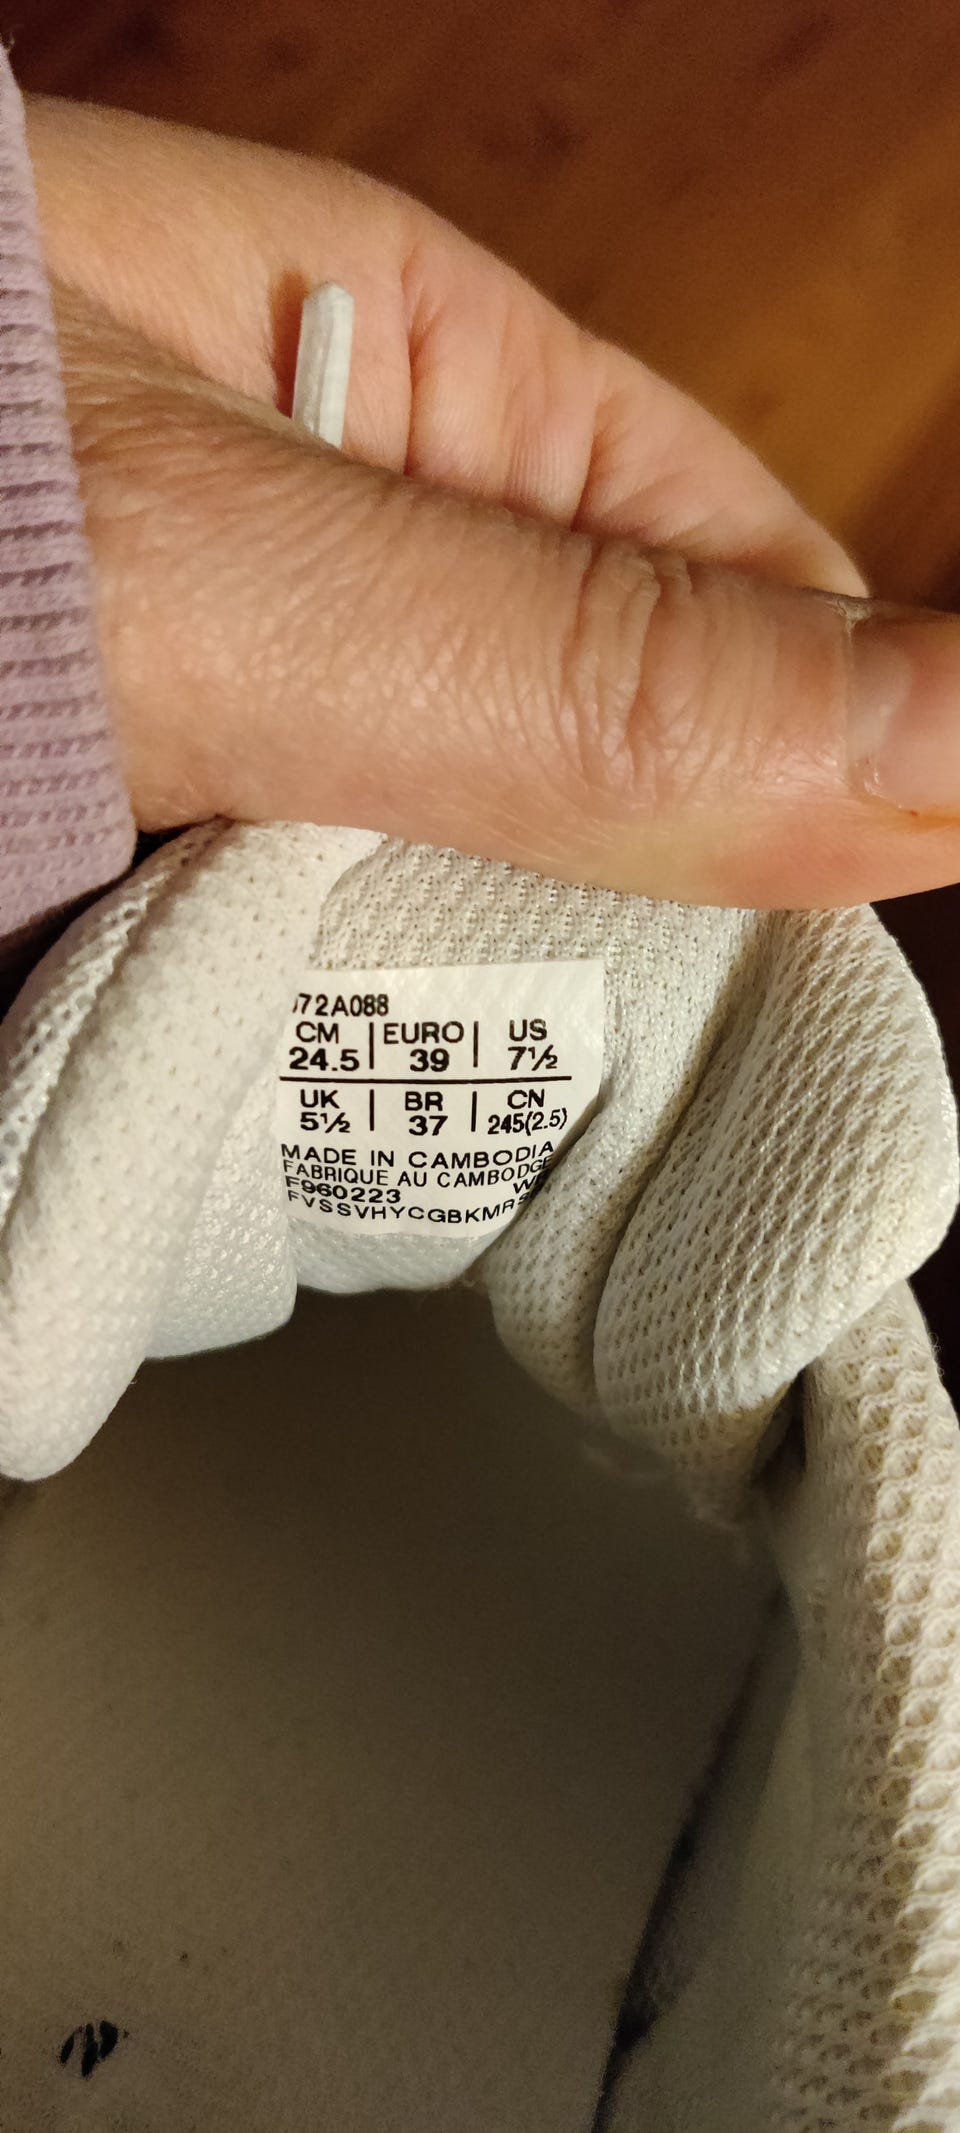 72A088
CM | EURO | US
24.5 | 39 | 7½
UK | BR | CN
5½ | 37 | 245(2.5)
MADE IN CAMBODIA
FABRIQUE AU CAMBODGE
F960223
FVSSVHYCGBKMR